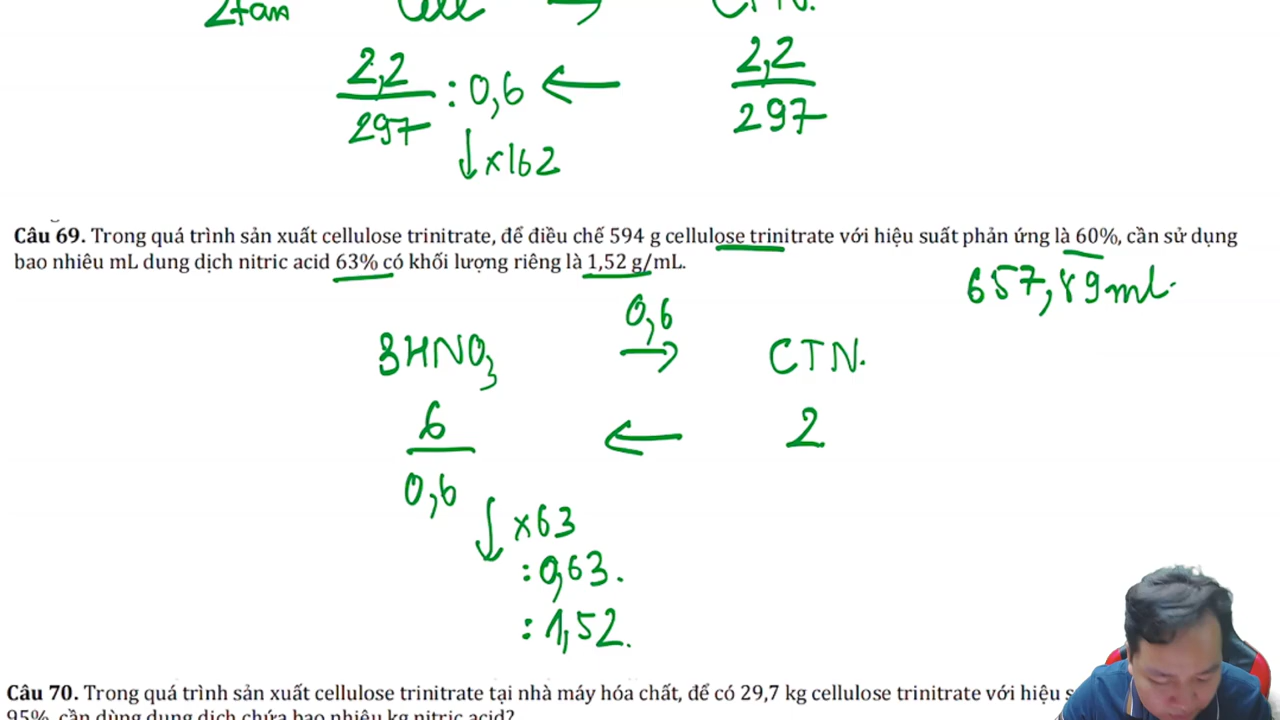 2tan Cell → CTN.
2,2/297 : 0,6 ← 2,2/297
↓ x162
Câu 69. Trong quá trình sản xuất cellulose trinitrate, để điều chế 594 g cellulose trinitrate với hiệu suất phản ứng là 60%, cần sử dụng
bao nhiêu mL dung dịch nitric acid 63% có khối lượng riêng là 1,52 g/mL.
657,89ml.
0,6
3HNO3 → CTN.
6/0,6 ← 2
↓ x63
: 0,63.
: 1,52.
Câu 70. Trong quá trình sản xuất cellulose trinitrate tại nhà máy hóa chất, để có 29,7 kg cellulose trinitrate với hiệu
95%, cần dùng dung dịch chứa bao nhiêu kg nitric acid?